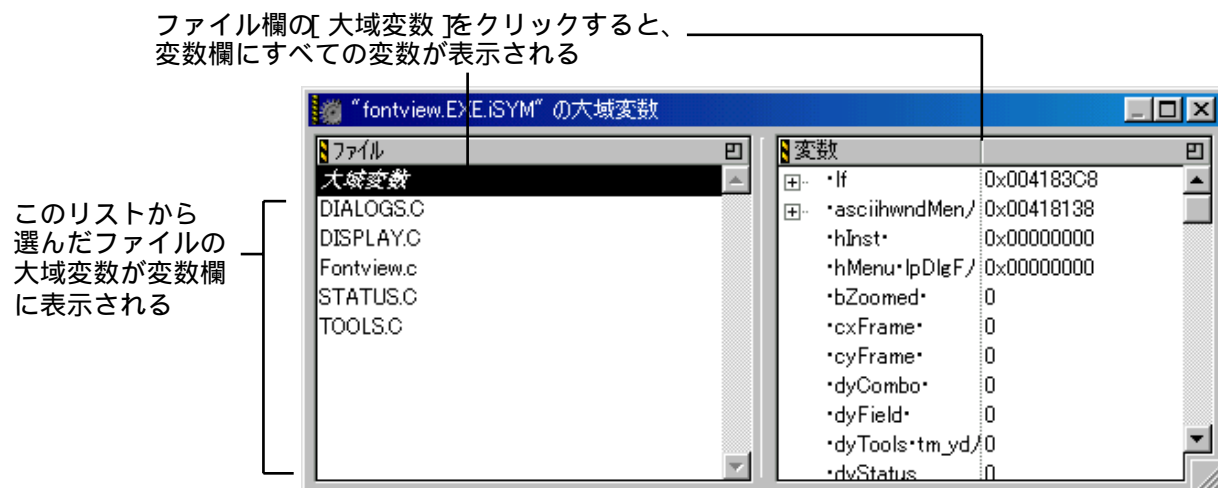 ファイル欄の[ 大域変数 ]をクリックすると、
変数欄にすべての変数が表示される
"fontview.EXE.iSYM" の大域変数
ファイル
変数
大域変数
DIALOGS.C
DISPLAY.C
Fontview.c
STATUS.C
TOOLS.C
このリストから
選んだファイルの
大域変数が変数欄
に表示される
・lf 0x004183C8
・asciihwndMen/ 0x00418138
・hInst・ 0x00000000
・hMenu・lpDlgF/ 0x00000000
・bZoomed・ 0
・cxFrame・ 0
・cyFrame・ 0
・dyCombo・ 0
・dyField・ 0
・dyTools・tm_yd/ 0
・dyStatus 0